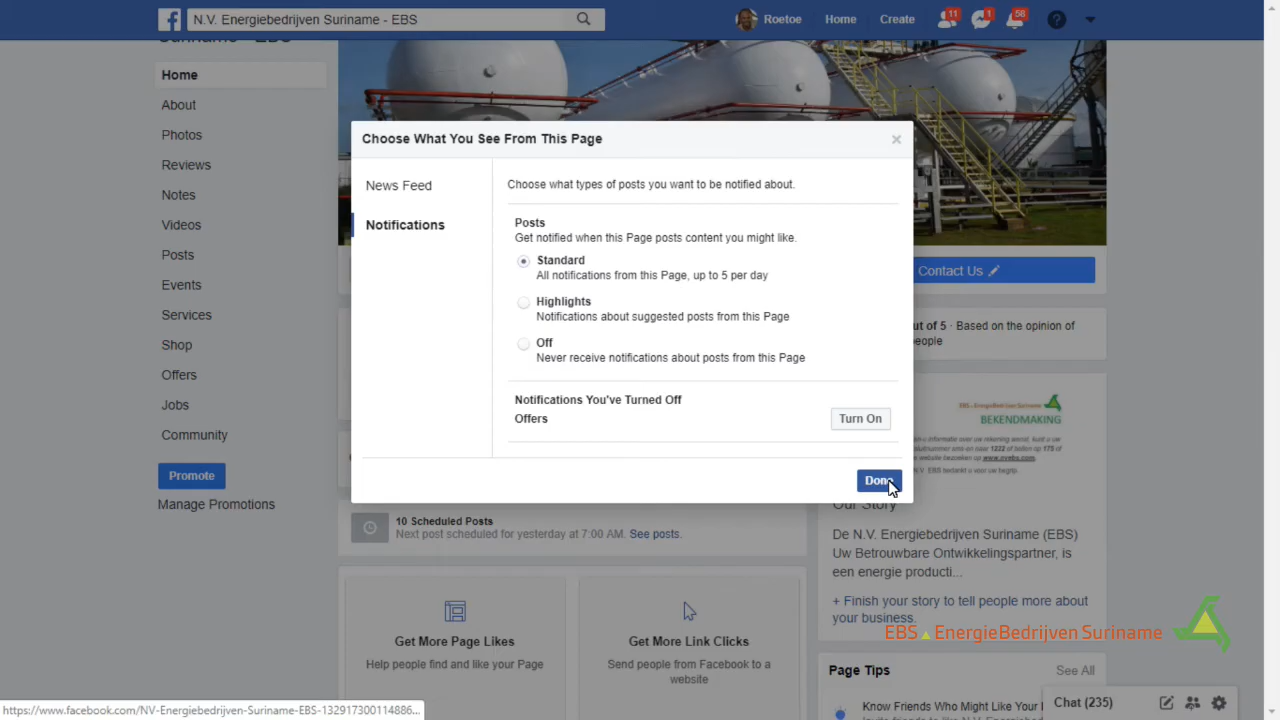 N.V. Energiebedrijven Suriname - EBS
Roetoe
Home
Create
11
1
56
Suriname - EBS
Home
About
Photos
Reviews
Notes
Videos
Posts
Events
Services
Shop
Offers
Jobs
Community
Promote
Manage Promotions
Choose What You See From This Page
News Feed
Notifications
Choose what types of posts you want to be notified about.
Posts
Get notified when this Page posts content you might like.
Standard
All notifications from this Page, up to 5 per day
Highlights
Notifications about suggested posts from this Page
Off
Never receive notifications about posts from this Page
Notifications You've Turned Off
Offers
Turn On
Done
Contact Us
out of 5 · Based on the opinion of
people
EBS - EnergieBedrijven Suriname
BEKENDMAKING
10 Scheduled Posts
Next post scheduled for yesterday at 7:00 AM. See posts.
Get More Page Likes
Help people find and like your Page
Get More Link Clicks
Send people from Facebook to a
website
Our Story
De N.V. Energiebedrijven Suriname (EBS)
Uw Betrouwbare Ontwikkelingspartner, is
een energie producti...
+ Finish your story to tell people more about
your business.
EBS EnergieBedrijven Suriname
Page Tips
See All
Know Friends Who Might Like Your
Chat (235)
https://www.facebook.com/NV-Energiebedrijven-Suriname-EBS-132917300114886...